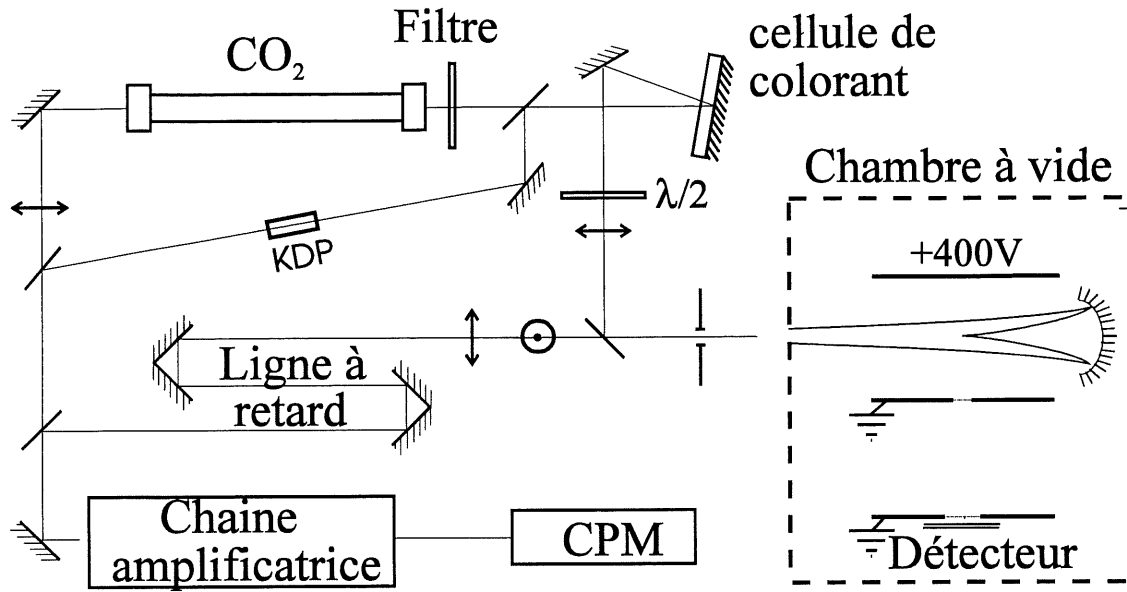 CO₂
Filtre
cellule de
colorant
Chambre à vide
λ/2
+400V
KDP
Ligne à
retard
Chaine
amplificatrice
CPM
Détecteur